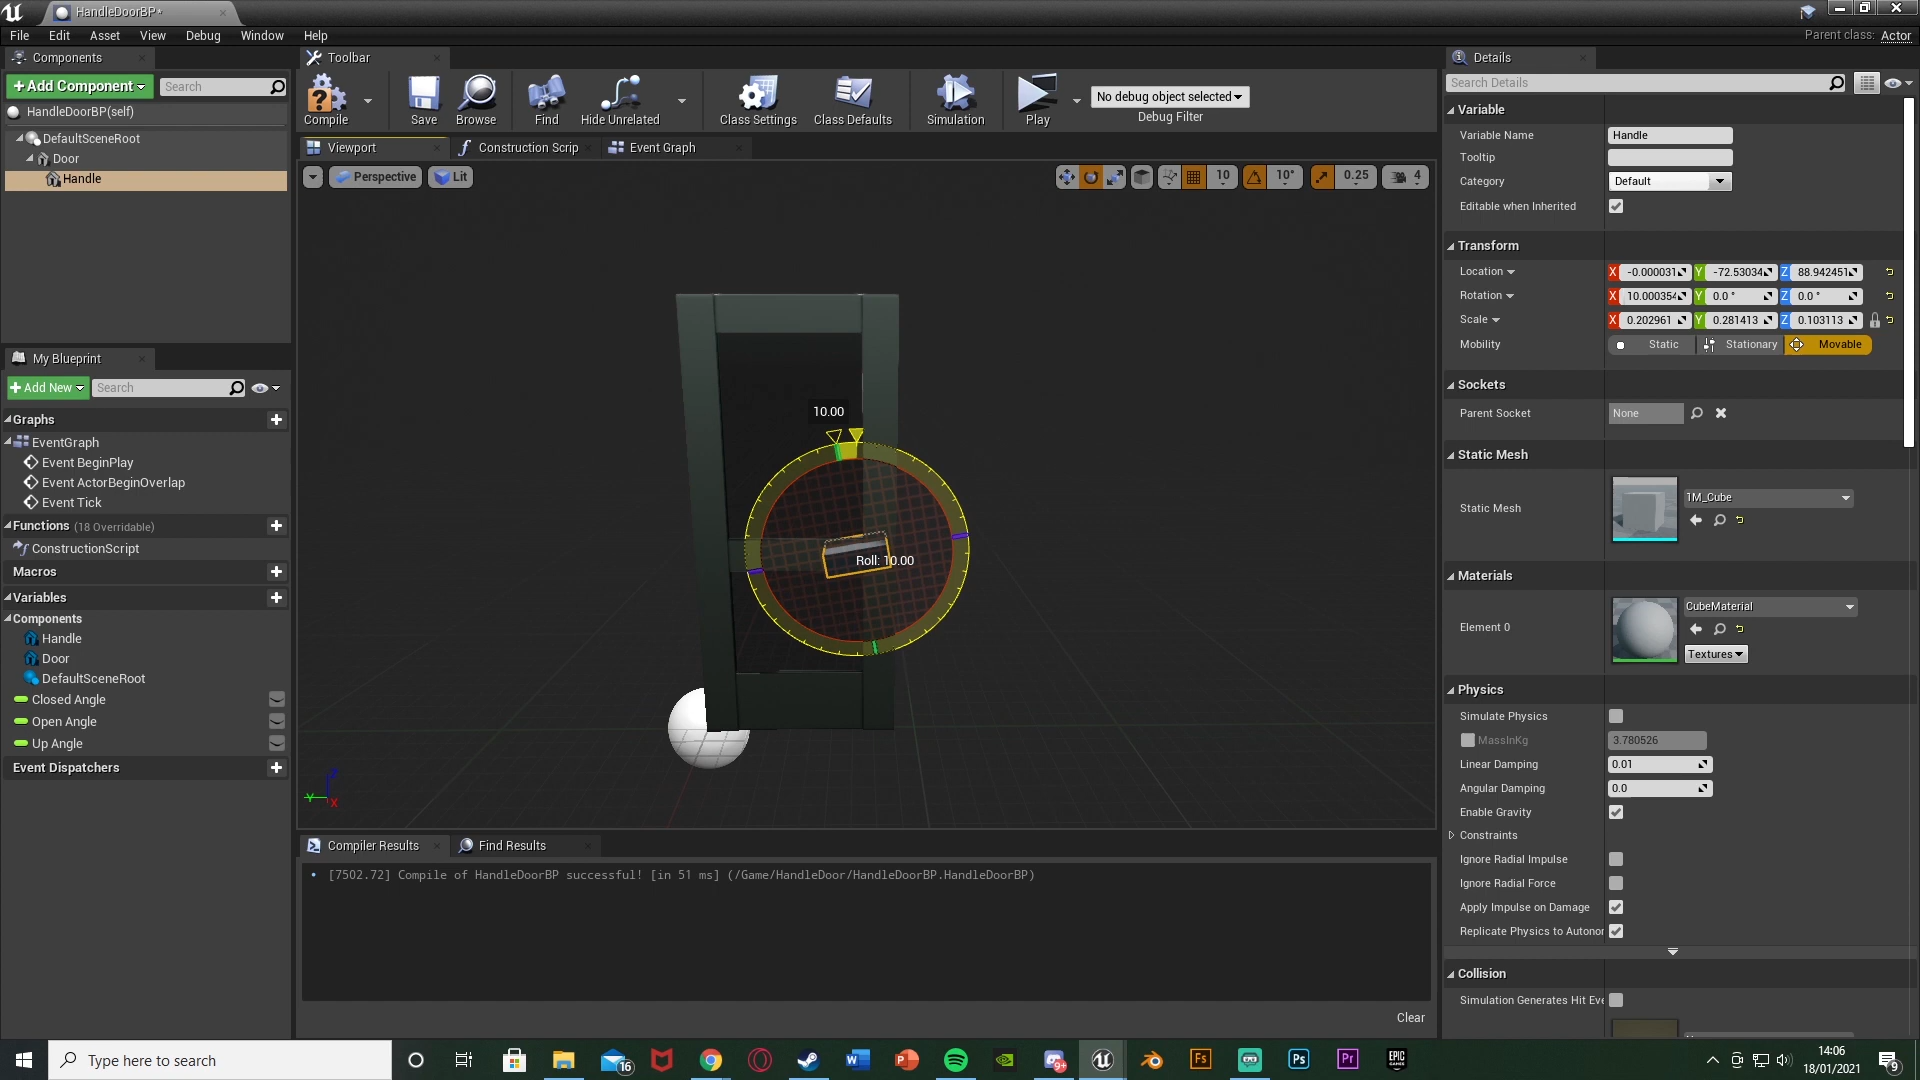 HandleDoorBP*
File Edit Asset View Debug Window Help
Parent class: Actor
Components
+Add Component
Search
HandleDoorBP(self)
DefaultSceneRoot
Door
Handle
My Blueprint
+Add New
Search
Graphs
EventGraph
Event BeginPlay
Event ActorBeginOverlap
Event Tick
Functions (18 Overridable)
ConstructionScript
Macros
Variables
Components
Handle
Door
DefaultSceneRoot
Closed Angle
Open Angle
Up Angle
Event Dispatchers
Toolbar
Compile
Save
Browse
Find
Hide Unrelated
Class Settings
Class Defaults
Simulation
Play
No debug object selected
Debug Filter
Viewport
Construction Scrip
Event Graph
Perspective
Lit
10
10°
0.25
4
10.00
Roll: 10.00
Z
Y
X
Compiler Results
Find Results
[7502.72] Compile of HandleDoorBP successful! [in 51 ms] (/Game/HandleDoor/HandleDoorBP.HandleDoorBP)
Clear
Details
Search Details
Variable
Variable Name Handle
Tooltip
Category Default
Editable when Inherited
Transform
Location X -0.000031 Y -72.53034 Z 88.942451
Rotation X 10.000354 Y 0.0 ° Z 0.0 °
Scale X 0.202961 Y 0.281413 Z 0.103113
Mobility Static Stationary Movable
Sockets
Parent Socket None
Static Mesh
Static Mesh 1M_Cube
Materials
Element 0 CubeMaterial
Textures
Physics
Simulate Physics
MassInKg 3.780526
Linear Damping 0.01
Angular Damping 0.0
Enable Gravity
Constraints
Ignore Radial Impulse
Ignore Radial Force
Apply Impulse on Damage
Replicate Physics to Autonor
Collision
Simulation Generates Hit Eve
Type here to search
16
W
P
9+
Fs
Ps
Pr
EPIC GAMES
14:06
18/01/2021
9